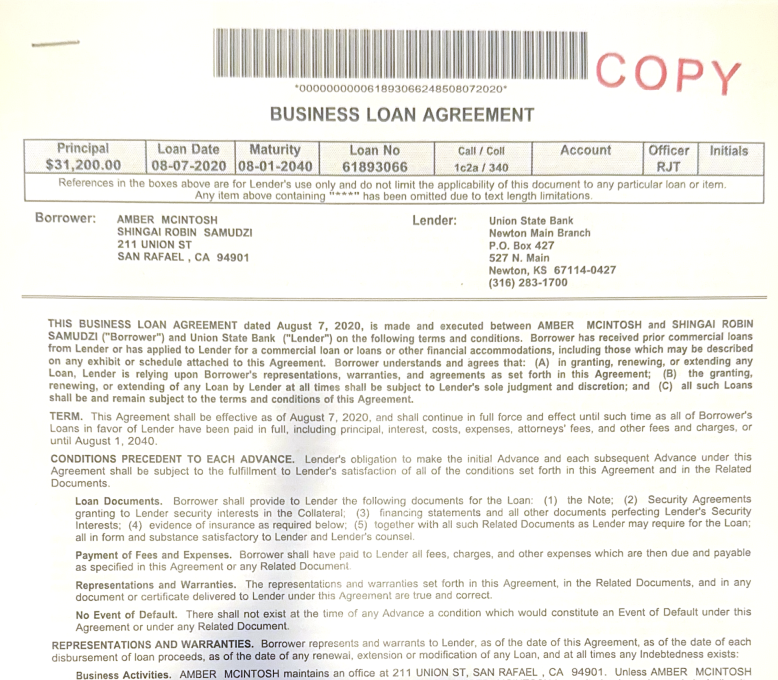 COPY
*000000000061893066248508072020*
BUSINESS LOAN AGREEMENT
Principal Loan Date Maturity Loan No Call / Coll Account Officer Initials
$31,200.00 08-07-2020 08-01-2040 61893066 1c2a / 340 RJT
References in the boxes above are for Lender's use only and do not limit the applicability of this document to any particular loan or item.
Any item above containing "***" has been omitted due to text length limitations.
Borrower: AMBER MCINTOSH Lender: Union State Bank
SHINGAI ROBIN SAMUDZI Newton Main Branch
211 UNION ST P.O. Box 427
SAN RAFAEL , CA 94901 527 N. Main
Newton, KS 67114-0427
(316) 283-1700
THIS BUSINESS LOAN AGREEMENT dated August 7, 2020, is made and executed between AMBER MCINTOSH and SHINGAI ROBIN
SAMUDZI ("Borrower") and Union State Bank ("Lender") on the following terms and conditions. Borrower has received prior commercial loans
from Lender or has applied to Lender for a commercial loan or loans or other financial accommodations, including those which may be described
on any exhibit or schedule attached to this Agreement. Borrower understands and agrees that: (A) in granting, renewing, or extending any
Loan, Lender is relying upon Borrower's representations, warranties, and agreements as set forth in this Agreement; (B) the granting,
renewing, or extending of any Loan by Lender at all times shall be subject to Lender's sole judgment and discretion; and (C) all such Loans
shall be and remain subject to the terms and conditions of this Agreement.
TERM. This Agreement shall be effective as of August 7, 2020, and shall continue in full force and effect until such time as all of Borrower's
Loans in favor of Lender have been paid in full, including principal, interest, costs, expenses, attorneys' fees, and other fees and charges, or
until August 1, 2040.
CONDITIONS PRECEDENT TO EACH ADVANCE. Lender's obligation to make the initial Advance and each subsequent Advance under this
Agreement shall be subject to the fulfillment to Lender's satisfaction of all of the conditions set forth in this Agreement and in the Related
Documents.
Loan Documents. Borrower shall provide to Lender the following documents for the Loan: (1) the Note; (2) Security Agreements
granting to Lender security interests in the Collateral; (3) financing statements and all other documents perfecting Lender's Security
Interests; (4) evidence of insurance as required below; (5) together with all such Related Documents as Lender may require for the Loan;
all in form and substance satisfactory to Lender and Lender's counsel.
Payment of Fees and Expenses. Borrower shall have paid to Lender all fees, charges, and other expenses which are then due and payable
as specified in this Agreement or any Related Document.
Representations and Warranties. The representations and warranties set forth in this Agreement, in the Related Documents, and in any
document or certificate delivered to Lender under this Agreement are true and correct.
No Event of Default. There shall not exist at the time of any Advance a condition which would constitute an Event of Default under this
Agreement or under any Related Document.
REPRESENTATIONS AND WARRANTIES. Borrower represents and warrants to Lender, as of the date of this Agreement, as of the date of each
disbursement of loan proceeds, as of the date of any renewal, extension or modification of any Loan, and at all times any Indebtedness exists:
Business Activities. AMBER MCINTOSH maintains an office at 211 UNION ST, SAN RAFAEL , CA 94901. Unless AMBER MCINTOSH